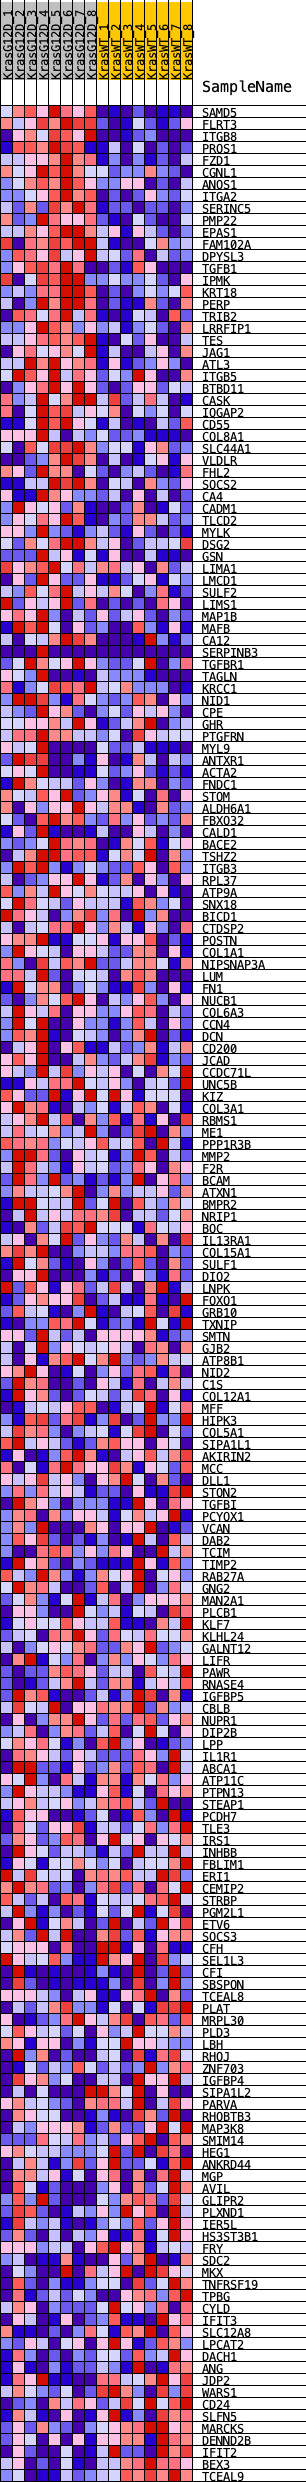 KrasG12D_1
KrasG12D_2
KrasG12D_3
KrasG12D_4
KrasG12D_5
KrasG12D_6
KrasG12D_7
KrasG12D_8
KrasWT_1
KrasWT_2
KrasWT_3
KrasWT_4
KrasWT_5
KrasWT_6
KrasWT_7
KrasWT_8
SampleName
SAMD5
FLRT3
ITGB8
PROS1
FZD1
CGNL1
ANOS1
ITGA2
SERINC5
PMP22
EPAS1
FAM102A
DPYSL3
TGFB1
IPMK
KRT18
PERP
TRIB2
LRRFIP1
TES
JAG1
ATL3
ITGB5
BTBD11
CASK
IQGAP2
CD55
COL8A1
SLC44A1
VLDLR
FHL2
SOCS2
CA4
CADM1
TLCD2
MYLK
DSG2
GSN
LIMA1
LMCD1
SULF2
LIMS1
MAP1B
MAFB
CA12
SERPINB3
TGFBR1
TAGLN
KRCC1
NID1
CPE
GHR
PTGFRN
MYL9
ANTXR1
ACTA2
FNDC1
STOM
ALDH6A1
FBXO32
CALD1
BACE2
TSHZ2
ITGB3
RPL37
ATP9A
SNX18
BICD1
CTDSP2
POSTN
COL1A1
NIPSNAP3A
LUM
FN1
NUCB1
COL6A3
CCN4
DCN
CD200
JCAD
CCDC71L
UNC5B
KIZ
COL3A1
RBMS1
ME1
PPP1R3B
MMP2
F2R
BCAM
ATXN1
BMPR2
NRIP1
BOC
IL13RA1
COL15A1
SULF1
DIO2
LNPK
FOXO1
GRB10
TXNIP
SMTN
GJB2
ATP8B1
NID2
C1S
COL12A1
MFF
HIPK3
COL5A1
SIPA1L1
AKIRIN2
MCC
DLL1
STON2
TGFBI
PCYOX1
VCAN
DAB2
TCIM
TIMP2
RAB27A
GNG2
MAN2A1
PLCB1
KLF7
KLHL24
GALNT12
LIFR
PAWR
RNASE4
IGFBP5
CBLB
NUPR1
DIP2B
LPP
IL1R1
ABCA1
ATP11C
PTPN13
STEAP1
PCDH7
TLE3
IRS1
INHBB
FBLIM1
ERI1
CEMIP2
STRBP
PGM2L1
ETV6
SOCS3
CFH
SEL1L3
CFI
SBSPON
TCEAL8
PLAT
MRPL30
PLD3
LBH
RHOJ
ZNF703
IGFBP4
SIPA1L2
PARVA
RHOBTB3
MAP3K8
SMIM14
HEG1
ANKRD44
MGP
AVIL
GLIPR2
PLXND1
IER5L
HS3ST3B1
FRY
SDC2
MKX
TNFRSF19
TPBG
CYLD
IFIT3
SLC12A8
LPCAT2
DACH1
ANG
JDP2
WARS1
CD24
SLFN5
MARCKS
DENND2B
IFIT2
BEX3
TCEAL9